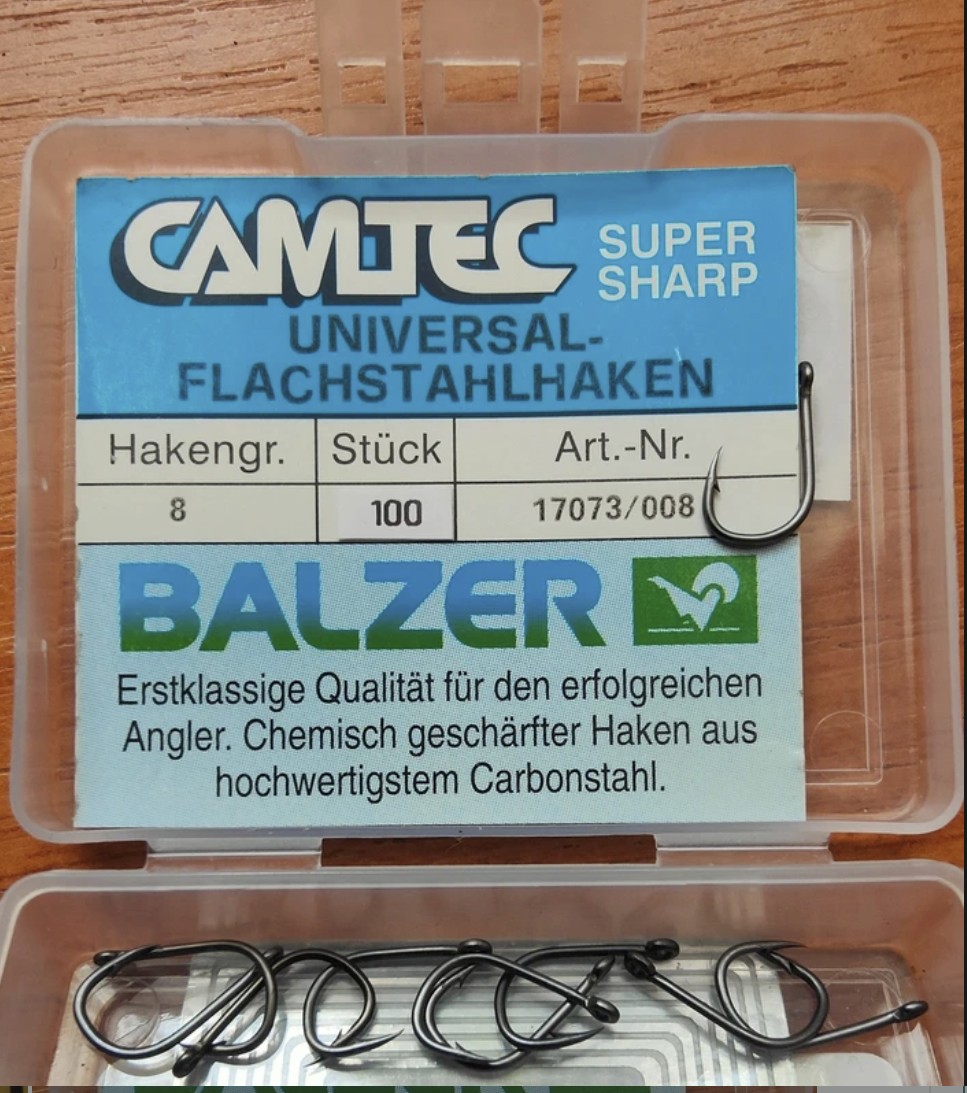 CAMTEC
SUPER
SHARP
UNIVERSAL-
FLACHSTAHLHAKEN
Hakengr. Stück Art.-Nr.
8 100 17073/008
BALZER
Erstklassige Qualität für den erfolgreichen
Angler. Chemisch geschärfter Haken aus
hochwertigstem Carbonstahl.